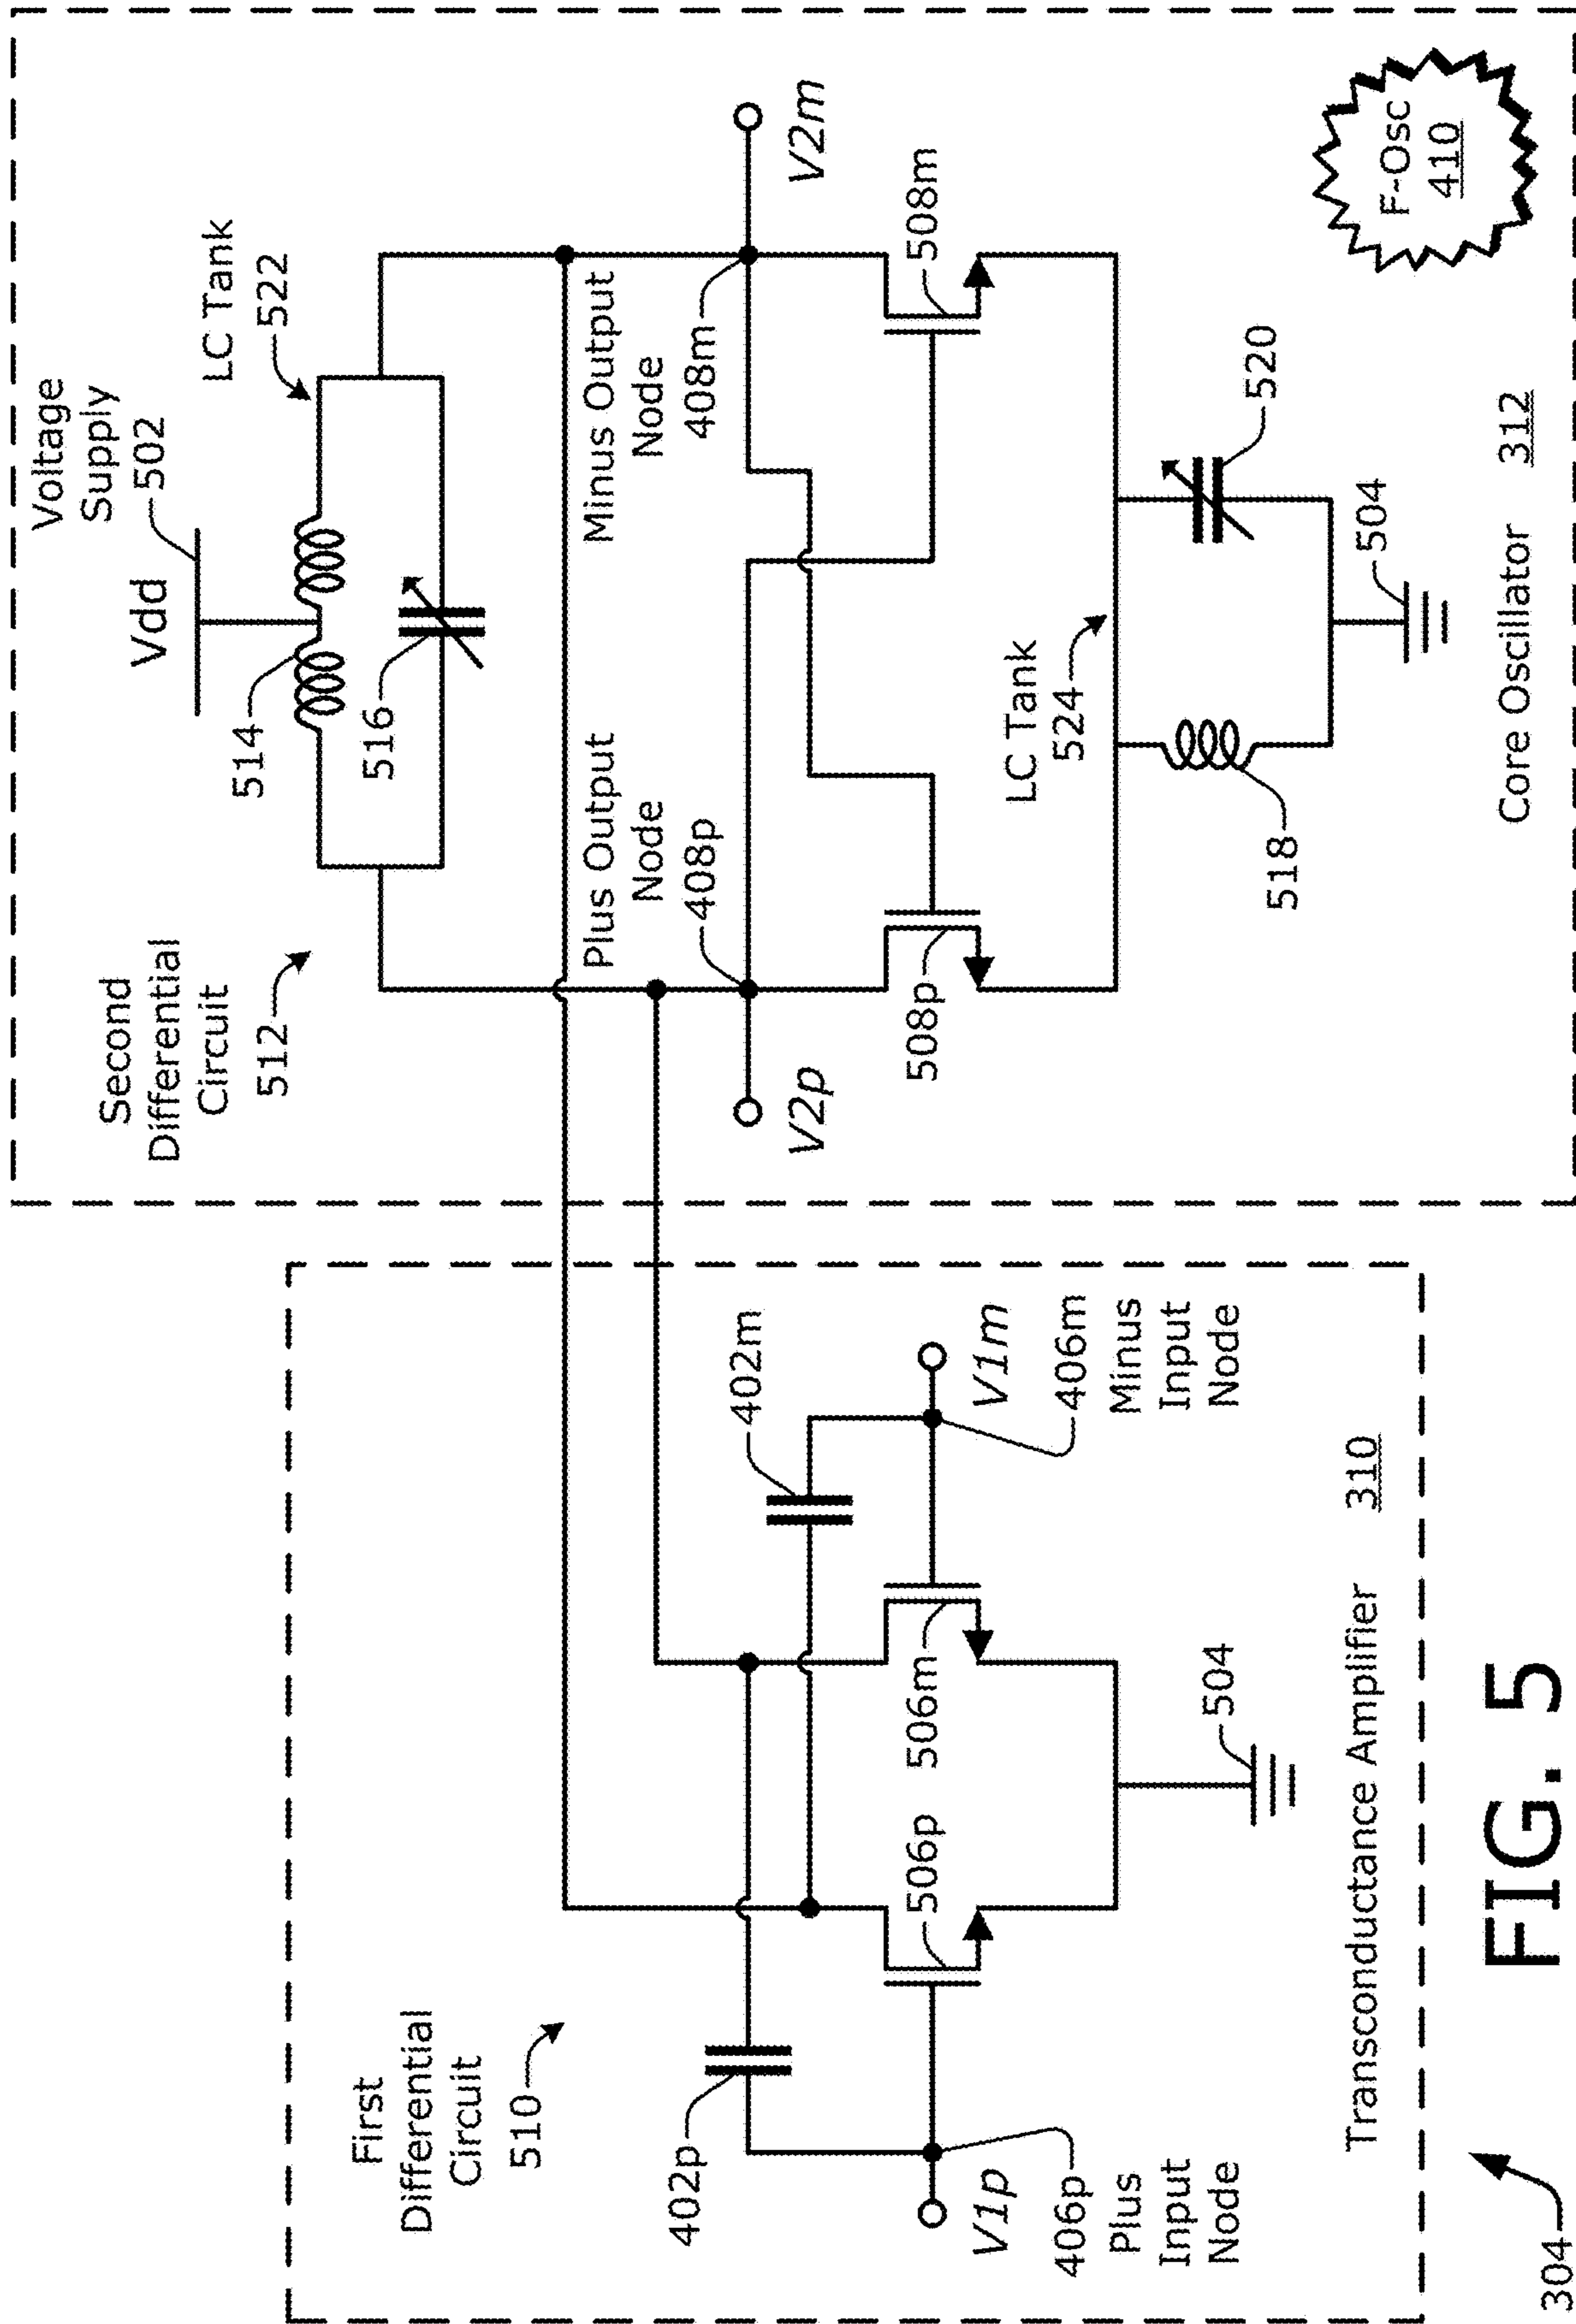 Voltage
Supply
502
Vdd
Second
Differential
Circuit
512
514
516
LC Tank
522
Plus Output
Node
408p
Minus Output
Node
408m
V2p
V2m
508p
508m
LC Tank
524
518
520
504
Core Oscillator 312
F-Osc
410
First
Differential
Circuit
510
402p
402m
506p
506m
V1p
406p
Plus
Input
Node
V1m
406m
Minus
Input
Node
504
Transconductance Amplifier 310
304
FIG. 5